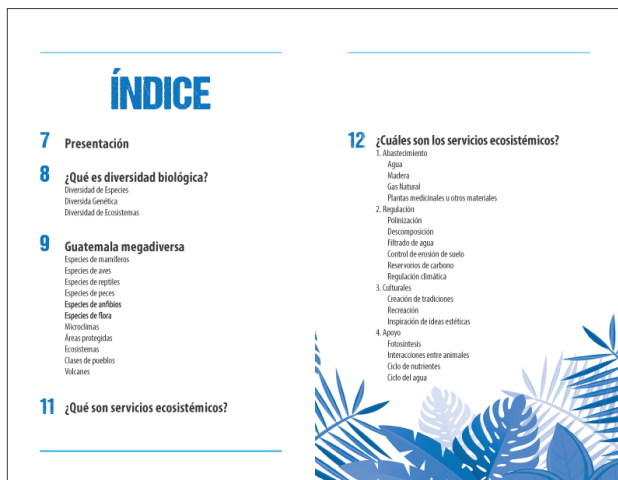 ÍNDICE
7 Presentación
8 ¿Qué es diversidad biológica?
Diversidad de Especies
Diversida Genética
Diversidad de Ecosistemas
9 Guatemala megadiversa
Especies de mamíferos
Especies de aves
Especies de reptiles
Especies de peces
Especies de anfibios
Especies de flora
Microclimas
Áreas protegidas
Ecosistemas
Clases de pueblos
Volcanes
11 ¿Qué son servicios ecosistémicos?
12 ¿Cuáles son los servicios ecosistémicos?
1. Abastecimiento
Agua
Madera
Gas Natural
Plantas medicinales u otros materiales
2. Regulación
Polinización
Descomposición
Filtrado de agua
Control de erosión de suelo
Reservorios de carbono
Regulación climática
3. Culturales
Creación de tradiciones
Recreación
Inspiración de ideas estéticas
4. Apoyo
Fotosíntesis
Interacciones entre animales
Ciclo de nutrientes
Ciclo del agua